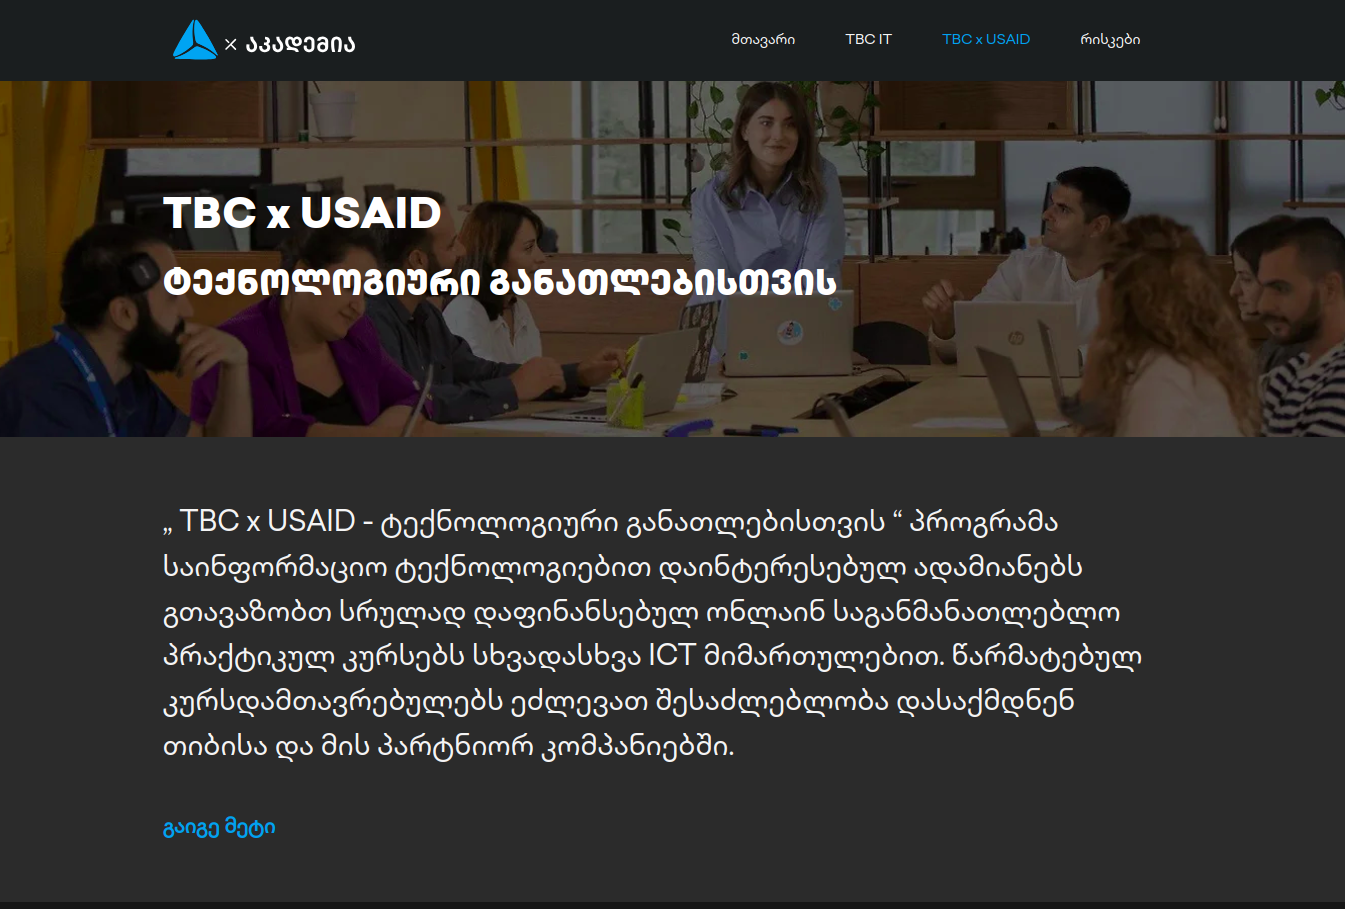 × აკადემია
მთავარი TBC IT TBC x USAID რისკები
TBC x USAID
ტექნოლოგიური განათლებისთვის
„ TBC x USAID - ტექნოლოგიური განათლებისთვის “ პროგრამა
საინფორმაციო ტექნოლოგიებით დაინტერესებულ ადამიანებს
გთავაზობთ სრულად დაფინანსებულ ონლაინ საგანმანათლებლო
პრაქტიკულ კურსებს სხვადასხვა ICT მიმართულებით. წარმატებულ
კურსდამთავრებულებს ეძლევათ შესაძლებლობა დასაქმდნენ
თიბისა და მის პარტნიორ კომპანიებში.
გაიგე მეტი